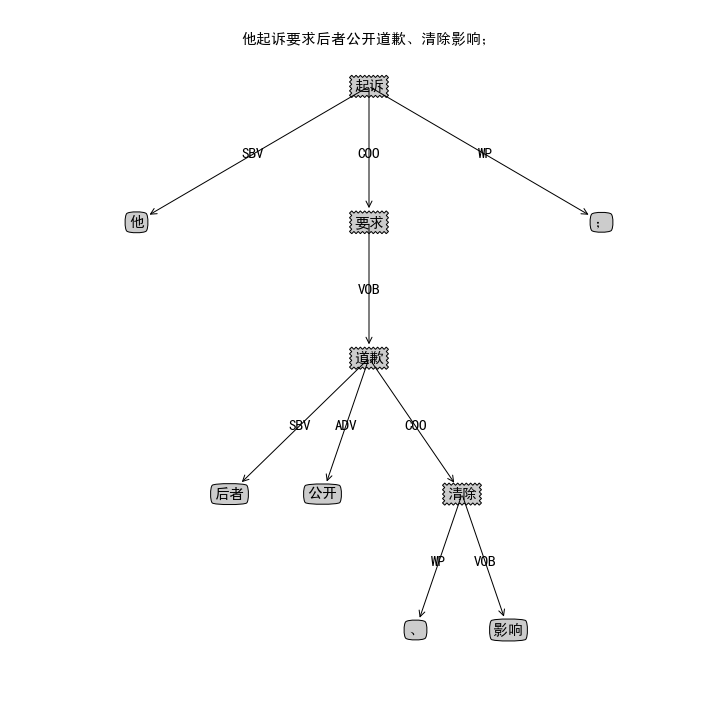 他起诉要求后者公开道歉、清除影响；
起诉
SBV COO WP
他 要求 ；
VOB
道歉
SBV ADV COO
后者 公开 清除
WP VOB
、 影响